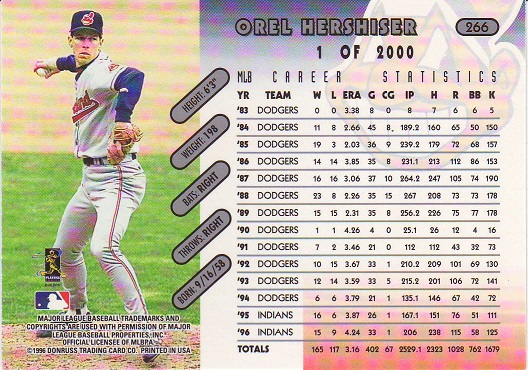 OREL HERSHISER 266
1 OF 2000
MLB CAREER STATISTICS
YR TEAM W L ERA G CG IP H R BB K
'83 DODGERS 0 0 3.38 8 0 8 7 6 6 5
'84 DODGERS 11 8 2.66 45 8 189.2 160 65 50 150
'85 DODGERS 19 3 2.03 36 9 239.2 179 72 68 157
'86 DODGERS 14 14 3.85 35 8 231.1 213 112 86 153
'87 DODGERS 16 16 3.06 37 10 264.2 247 105 74 190
'88 DODGERS 23 8 2.26 35 15 267 208 73 73 178
'89 DODGERS 15 15 2.31 35 8 256.2 226 75 77 178
'90 DODGERS 1 1 4.26 4 0 25.1 26 12 4 16
'91 DODGERS 7 2 3.46 21 0 112 112 43 32 73
'92 DODGERS 10 15 3.67 33 1 210.2 209 101 69 130
'93 DODGERS 12 14 3.59 33 5 215.2 201 106 72 141
'94 DODGERS 6 6 3.79 21 1 135.1 146 67 42 72
'95 INDIANS 16 6 3.87 26 1 167.1 151 76 51 111
'96 INDIANS 15 9 4.24 33 1 206 238 115 58 125
TOTALS 165 117 3.16 402 67 2529.1 2323 1028 762 1679
HEIGHT: 6'3"
WEIGHT: 198
BATS: RIGHT
THROWS: RIGHT
BORN: 9/16/58
Indians
MAJOR LEAGUE BASEBALL TRADEMARKS AND
COPYRIGHTS ARE USED WITH PERMISSION OF MAJOR
LEAGUE BASEBALL PROPERTIES, INC.
OFFICIAL LICENSEE OF MLBPA.
©1996 DONRUSS TRADING CARD CO. PRINTED IN USA